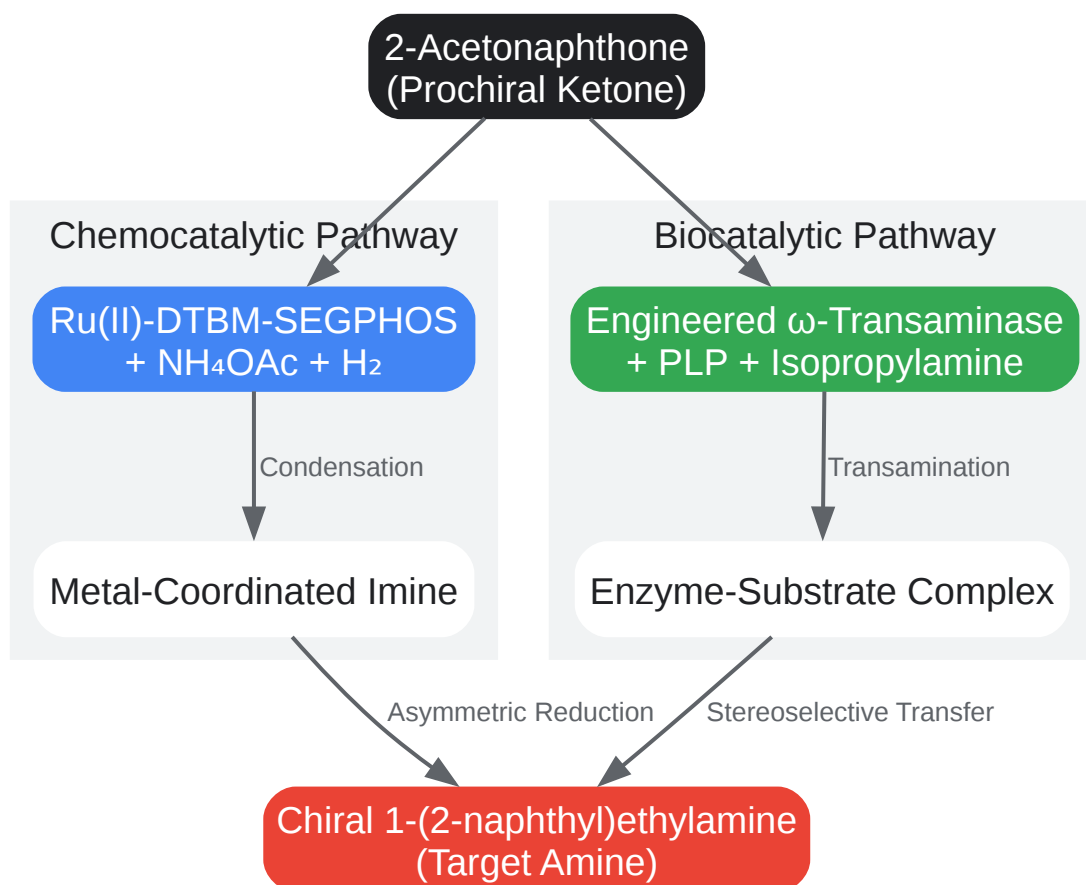 2-Acetonaphthone
(Prochiral Ketone)
Chemocatalytic Pathway
Biocatalytic Pathway
Ru(II)-DTBM-SEGPHOS
+ NH₄OAc + H₂
Engineered ω-Transaminase
+ PLP + Isopropylamine
Condensation
Transamination
Metal-Coordinated Imine
Enzyme-Substrate Complex
Asymmetric Reduction
Stereoselective Transfer
Chiral 1-(2-naphthyl)ethylamine
(Target Amine)